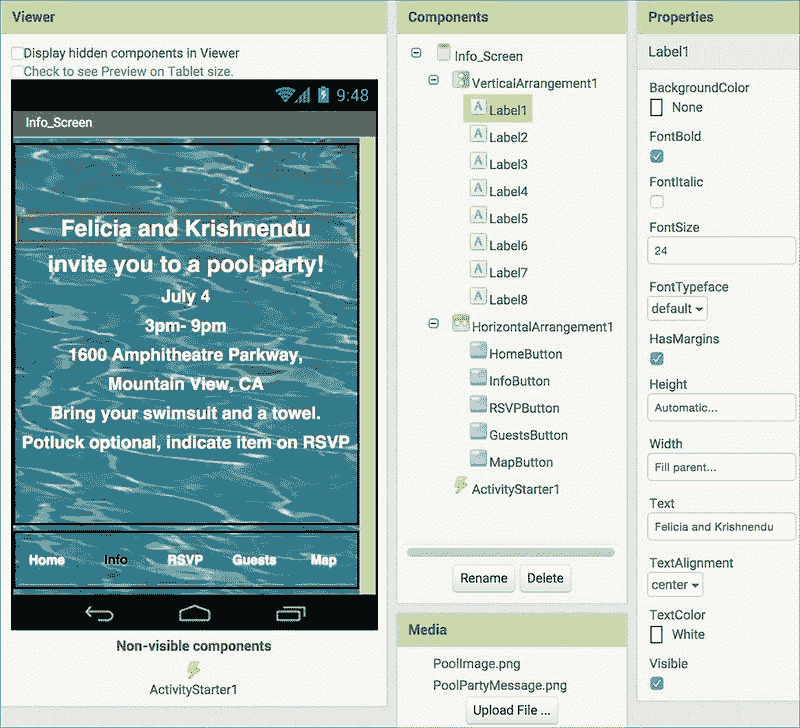 Viewer
Display hidden components in Viewer
Check to see Preview on Tablet size.
9:48
Info_Screen
Felicia and Krishnendu
invite you to a pool party!
July 4
3pm- 9pm
1600 Amphitheatre Parkway,
Mountain View, CA
Bring your swimsuit and a towel.
Potluck optional, indicate item on RSVP
Home Info RSVP Guests Map
Non-visible components
ActivityStarter1
Components
Info_Screen
VerticalArrangement1
A Label1
A Label2
A Label3
A Label4
A Label5
A Label6
A Label7
A Label8
HorizontalArrangement1
HomeButton
InfoButton
RSVPButton
GuestsButton
MapButton
ActivityStarter1
Rename Delete
Media
PoolImage.png
PoolPartyMessage.png
Upload File ...
Properties
Label1
BackgroundColor
None
FontBold
FontItalic
FontSize
24
FontTypeface
default
HasMargins
Height
Automatic...
Width
Fill parent...
Text
Felicia and Krishnendu
TextAlignment
center
TextColor
White
Visible